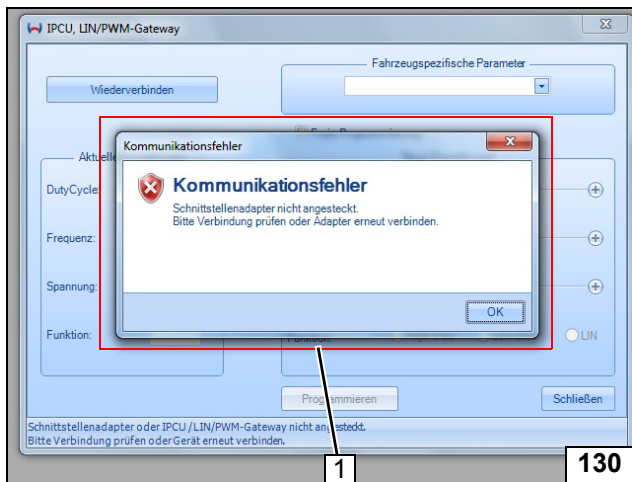 IPCU, LIN/PWM-Gateway
Fahrzeugspezifische Parameter
Wiederverbinden
Kommunikationsfehler
Aktuelle
Kommunikationsfehler
Schnittstellenadapter nicht angesteckt.
Bitte Verbindung prüfen oder Adapter erneut verbinden.
DutyCycle:
Frequenz:
Spannung:
OK
Funktion:
Funktion:
LIN
Programmieren
Schließen
Schnittstellenadapter oder IPCU/LIN/PWM-Gateway nicht angesteckt.
Bitte Verbindung prüfen oder Gerät erneut verbinden.
1
130